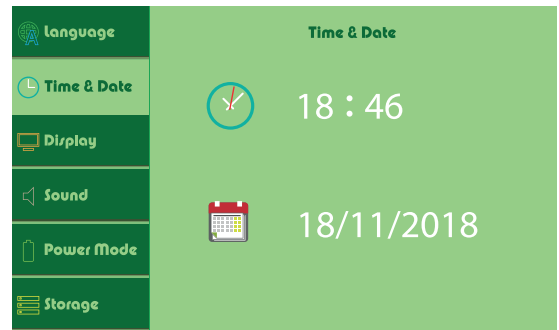 Language
Time & Date
Display
Sound
Power Mode
Storage
Time & Date
18 : 46
18/11/2018